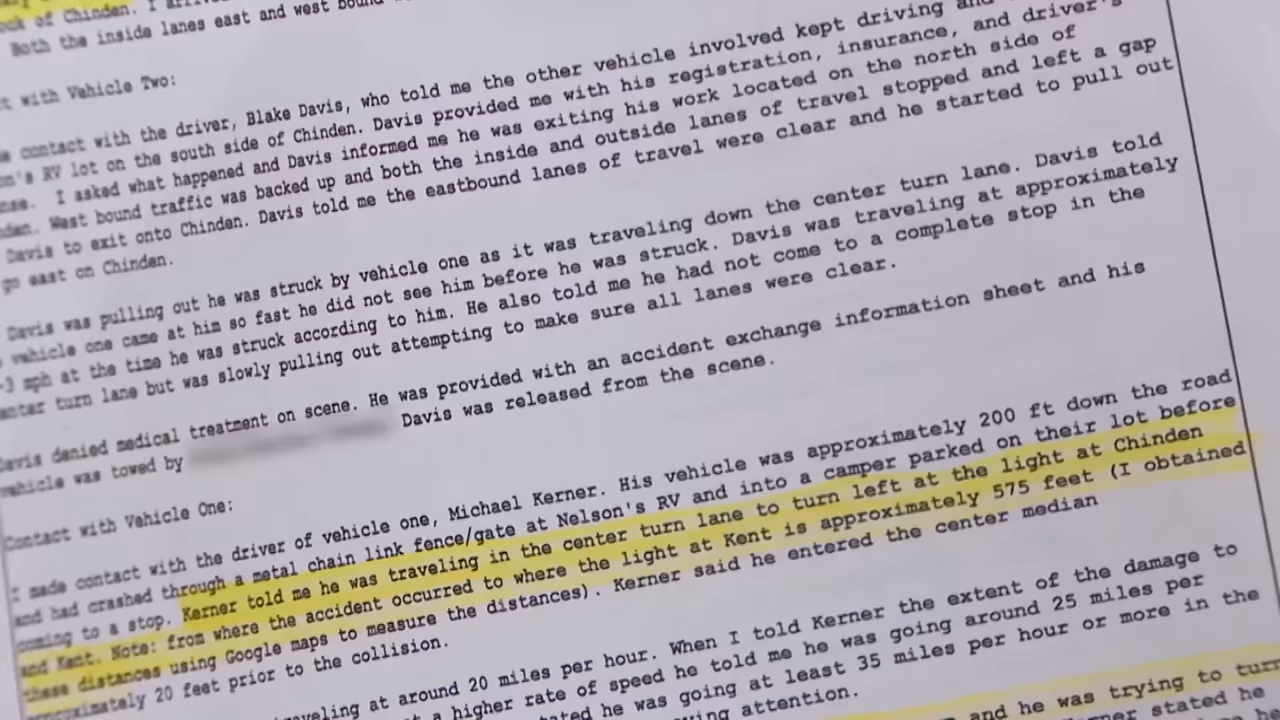 ock of Chinden. I
Both the inside lanes east and west bound
t with Vehicle Two:
contact with the driver, Blake Davis, who told me the other vehicle involved kept driving and
on's RV lot on the south side of Chinden. Davis provided me with his registration, insurance, and driver's
nse. I asked what happened and Davis informed me he was exiting his work located on the north side of
nden. West bound traffic was backed up and both the inside and outside lanes of travel stopped and left a gap
Davis to exit onto Chinden. Davis told me the eastbound lanes of travel were clear and he started to pull out
go east on Chinden.
Davis was pulling out he was struck by vehicle one as it was traveling down the center turn lane. Davis told
vehicle one came at him so fast he did not see him before he was struck. Davis was traveling at approximately
-3 mph at the time he was struck according to him. He also told me he had not come to a complete stop in the
enter turn lane but was slowly pulling out attempting to make sure all lanes were clear.
Davis denied medical treatment on scene. He was provided with an accident exchange information sheet and his
vehicle was towed by Davis was released from the scene.
Contact with Vehicle One:
I made contact with the driver of vehicle one, Michael Kerner. His vehicle was approximately 200 ft down the road
and had crashed through a metal chain link fence/gate at Nelson's RV and into a camper parked on their lot before
coming to a stop. Kerner told me he was traveling in the center turn lane to turn left at the light at Chinden
and Kent. Note: from where the accident occurred to where the light at Kent is approximately 575 feet (I obtained
these distances using Google maps to measure the distances). Kerner said he entered the center median
approximately 20 feet prior to the collision.
traveling at around 20 miles per hour. When I told Kerner the extent of the damage to
a higher rate of speed he told me he was going around 25 miles per
tated he was going at least 35 miles per hour or more in the
ying attention.
and he was trying to turn
rner stated he